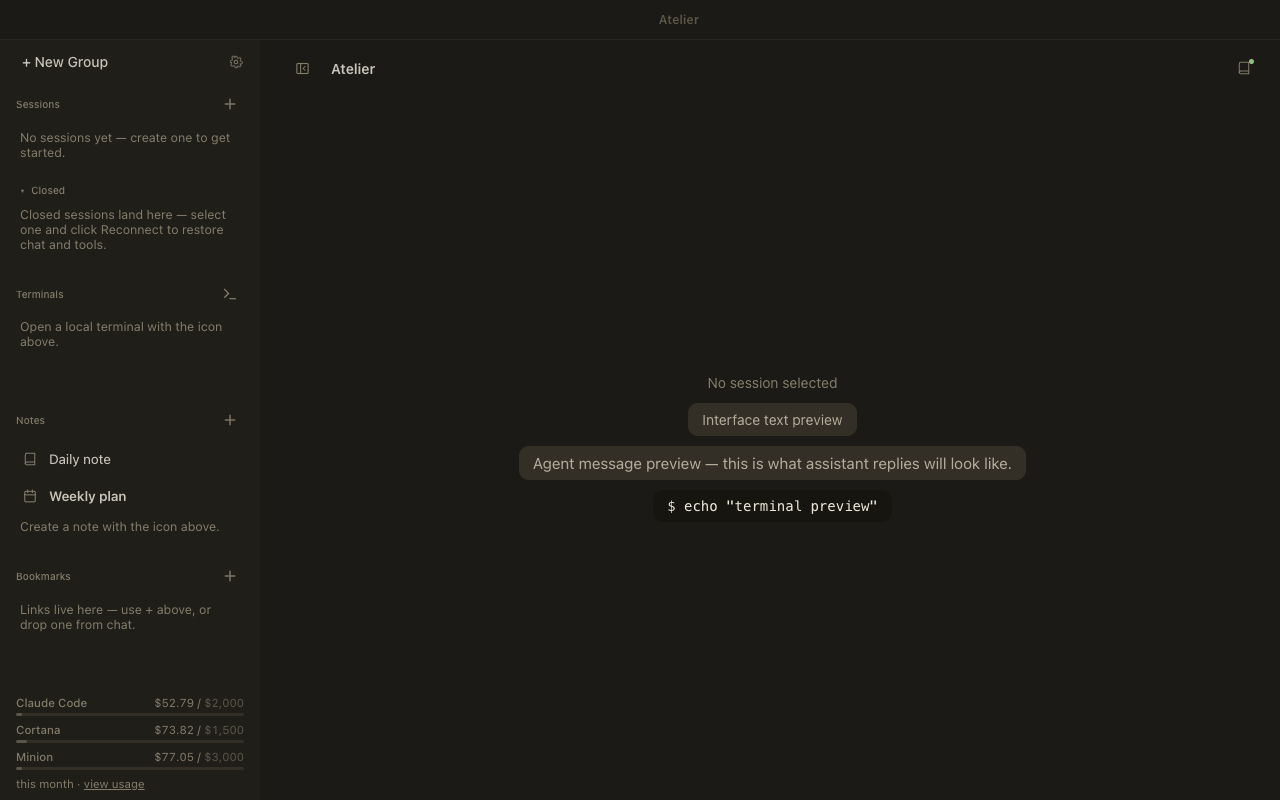 Atelier
+ New Group
Atelier
Sessions
No sessions yet — create one to get
started.
Closed
Closed sessions land here — select
one and click Reconnect to restore
chat and tools.
Terminals
Open a local terminal with the icon
above.
Notes
Daily note
Weekly plan
Create a note with the icon above.
Bookmarks
Links live here — use + above, or
drop one from chat.
Claude Code $52.79 / $2,000
Cortana $73.82 / $1,500
Minion $77.05 / $3,000
this month · view usage
No session selected
Interface text preview
Agent message preview — this is what assistant replies will look like.
$ echo "terminal preview"